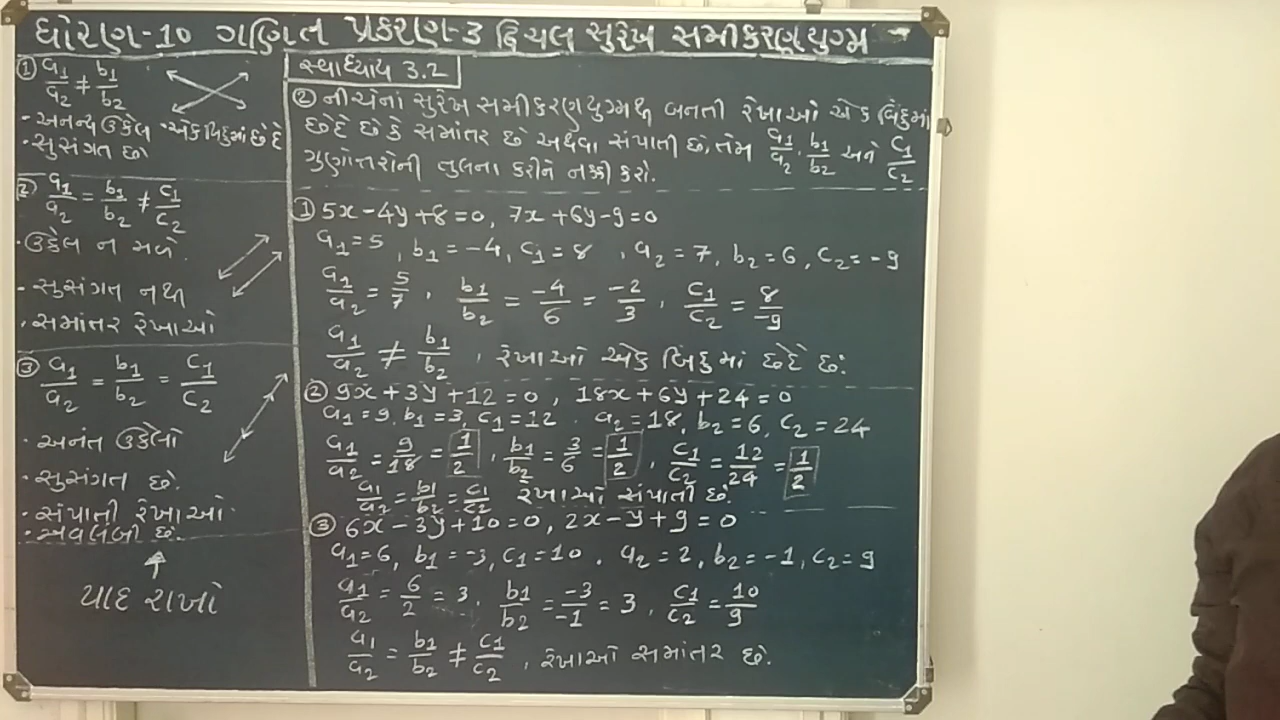 ધોરણ-10 ગણિત પ્રકરણ-3 દ્વિચલ સુરેખ સમીકરણયુગ્મ
① a1/a2 ≠ b1/b2
· અનન્ય ઉકેલ · એક બિંદુમાં છેદે
· સુસંગત છે
② a1/a2 = b1/b2 ≠ c1/c2
· ઉકેલ ન મળે.
· સુસંગત નથી
· સમાંતર રેખાઓ
③ a1/a2 = b1/b2 = c1/c2
· અનંત ઉકેલો
· સુસંગત છે.
· સંપાતી રેખાઓ
· અવલંબી છે.
યાદ રાખો
સ્વાધ્યાય 3.2
② નીચેનાં સુરેખ સમીકરણયુગ્મથી બનતી રેખાઓ એક બિંદુમાં
છેદે છે કે સમાંતર છે અથવા સંપાતી છે, તેમ a1/a2, b1/b2 અને c1/c2
ગુણોત્તરોની તુલના કરીને નક્કી કરો.
① 5x-4y+8=0, 7x+6y-9=0
a1=5, b1=-4, c1=8, a2=7, b2=6, c2=-9
a1/a2 = 5/7, b1/b2 = -4/6 = -2/3, c1/c2 = 8/-9
a1/a2 ≠ b1/b2, રેખાઓ એક બિંદુમાં છેદે છે.
② 9x+3y+12=0, 18x+6y+24=0
a1=9, b1=3, c1=12. a2=18, b2=6, c2=24
a1/a2 = 9/18 = 1/2, b1/b2 = 3/6 = 1/2, c1/c2 = 12/24 = 1/2
a1/a2 = b1/b2 = c1/c2 રેખાઓ સંપાતી છે.
③ 6x-3y+10=0, 2x-y+9=0
a1=6, b1=-3, c1=10. a2=2, b2=-1, c2=9
a1/a2 = 6/2 = 3, b1/b2 = -3/-1 = 3, c1/c2 = 10/9
a1/a2 = b1/b2 ≠ c1/c2, રેખાઓ સમાંતર છે.